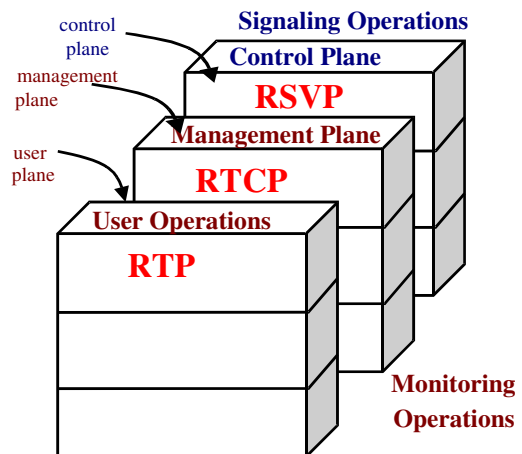 Signaling Operations
control
plane
Control Plane
management
plane
RSVP
Management Plane
user
plane
RTCP
User Operations
RTP
Monitoring
Operations